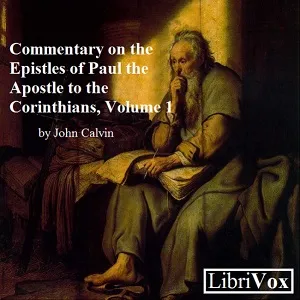 Commentary on the
Epistles of Paul the
Apostle to the
Corinthians, Volume 1
by John Calvin
LibriVox